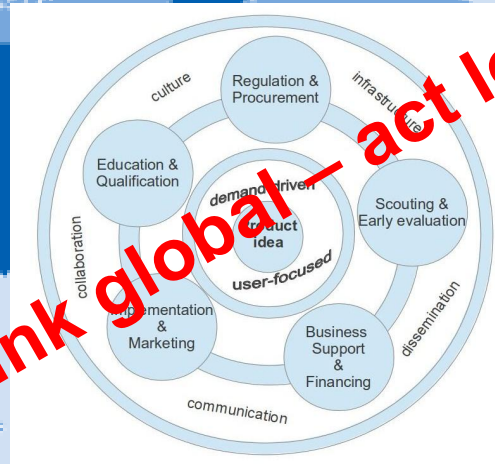 culture
Regulation &
Procurement
infrastructure
Education &
Qualification
demand-driven
Scouting &
Early evaluation
Product
idea
user-focused
collaboration
Implementation
&
Marketing
Business
Support
&
Financing
dissemination
communication
nk global – act lo